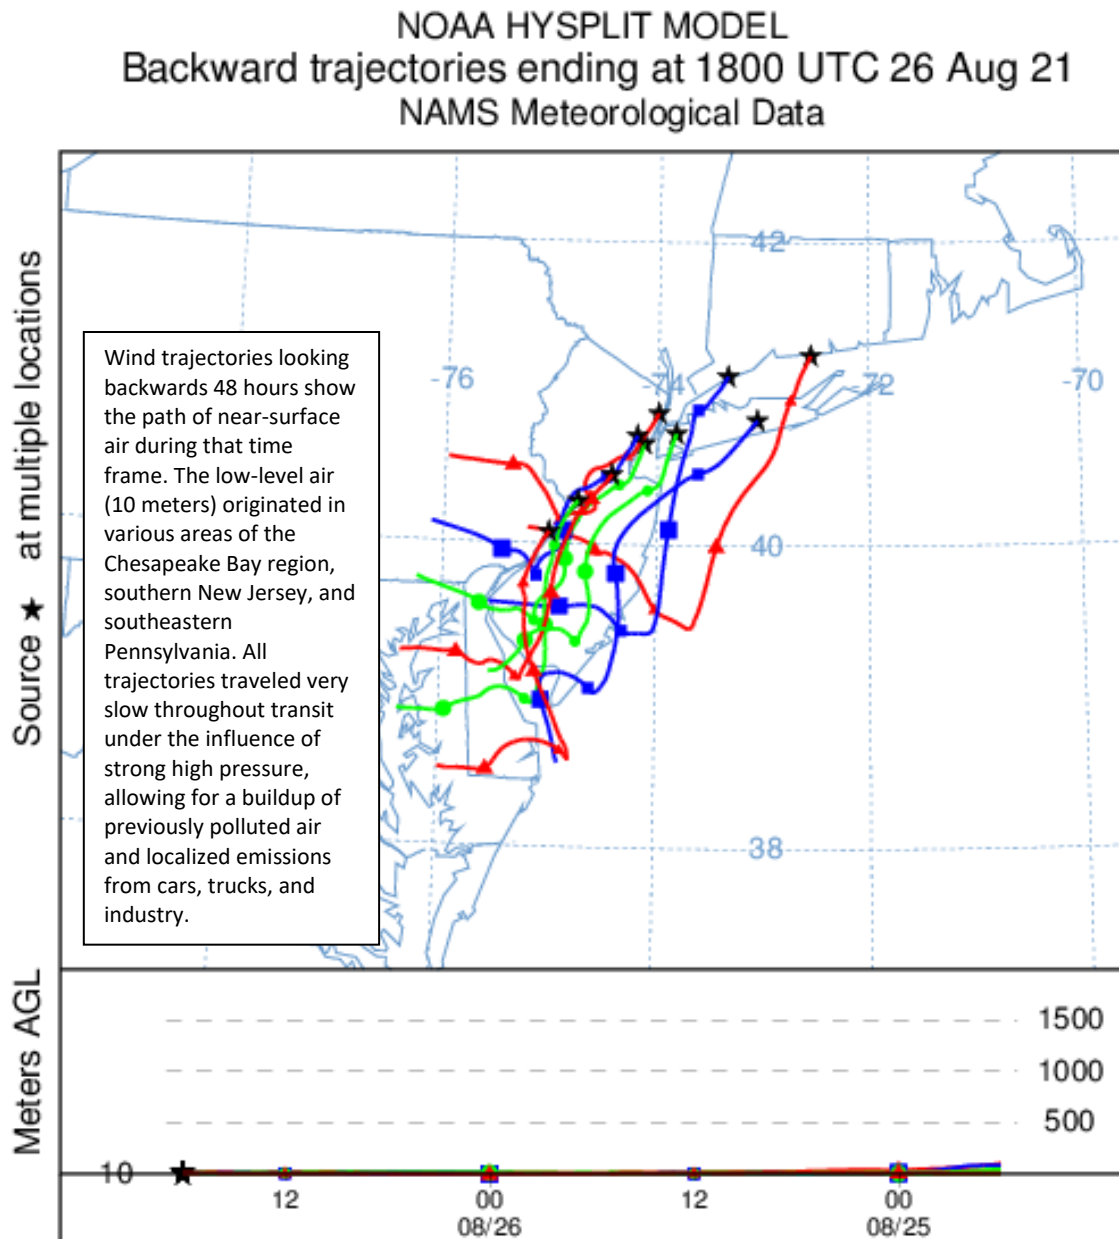 NOAA HYSPLIT MODEL
Backward trajectories ending at 1800 UTC 26 Aug 21
NAMS Meteorological Data
Source ★ at multiple locations
42
-76
-74
-72
-70
40
38
Wind trajectories looking
backwards 48 hours show
the path of near-surface
air during that time
frame. The low-level air
(10 meters) originated in
various areas of the
Chesapeake Bay region,
southern New Jersey, and
southeastern
Pennsylvania. All
trajectories traveled very
slow throughout transit
under the influence of
strong high pressure,
allowing for a buildup of
previously polluted air
and localized emissions
from cars, trucks, and
industry.
Meters AGL
1500
1000
500
10
12 00 12 00
08/26 08/25